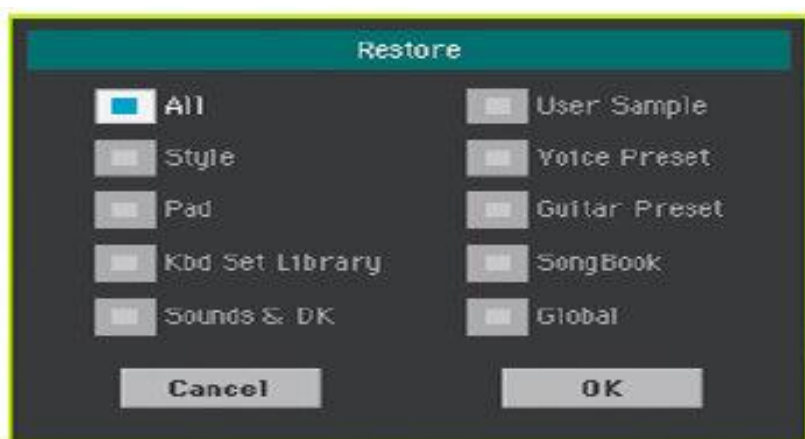 Restore
All
User Sample
Style
Voice Preset
Pad
Guitar Preset
Kbd Set Library
SongBook
Sounds & DK
Global
Cancel
OK